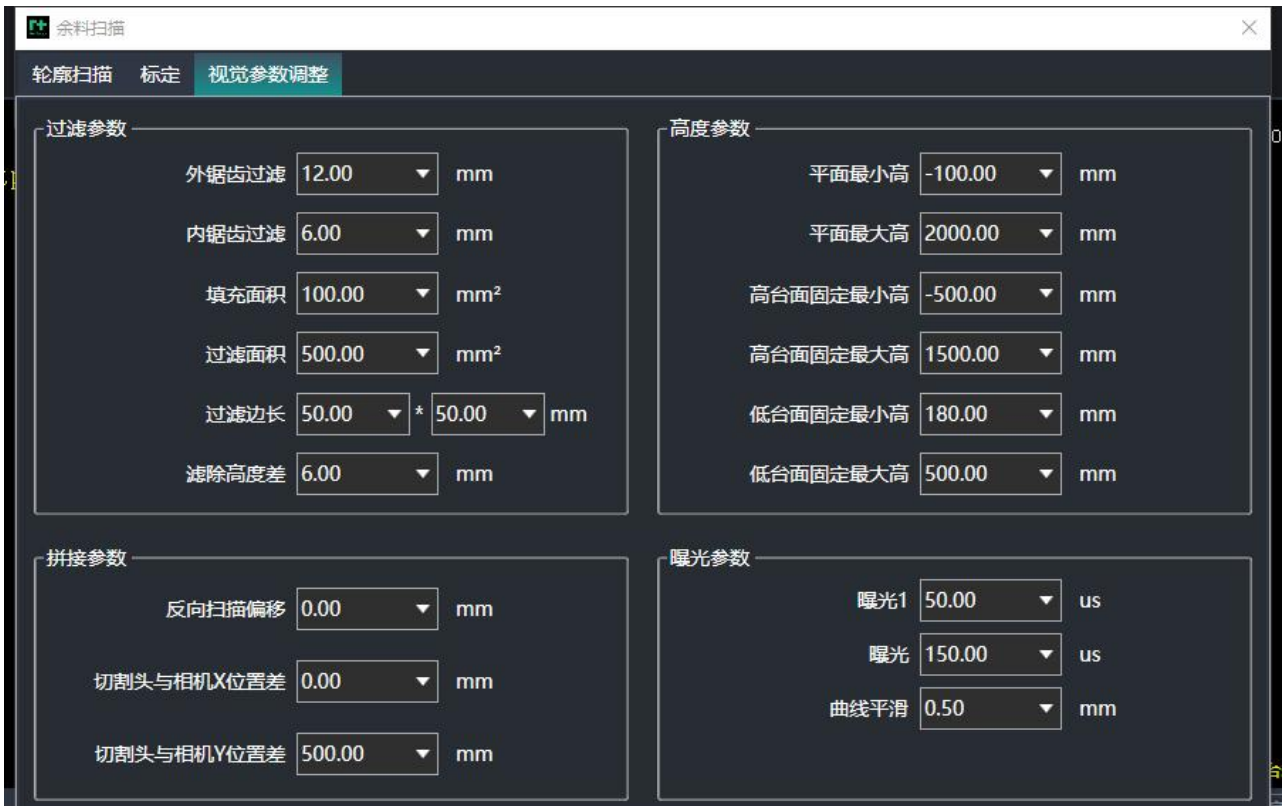 余料扫描
轮廓扫描 标定 视觉参数调整
过滤参数
外锯齿过滤 12.00 mm
内锯齿过滤 6.00 mm
填充面积 100.00 mm²
过滤面积 500.00 mm²
过滤边长 50.00 * 50.00 mm
滤除高度差 6.00 mm
高度参数
平面最小高 -100.00 mm
平面最大高 2000.00 mm
高台面固定最小高 -500.00 mm
高台面固定最大高 1500.00 mm
低台面固定最小高 180.00 mm
低台面固定最大高 500.00 mm
拼接参数
反向扫描偏移 0.00 mm
切割头与相机X位置差 0.00 mm
切割头与相机Y位置差 500.00 mm
曝光参数
曝光1 50.00 us
曝光 150.00 us
曲线平滑 0.50 mm